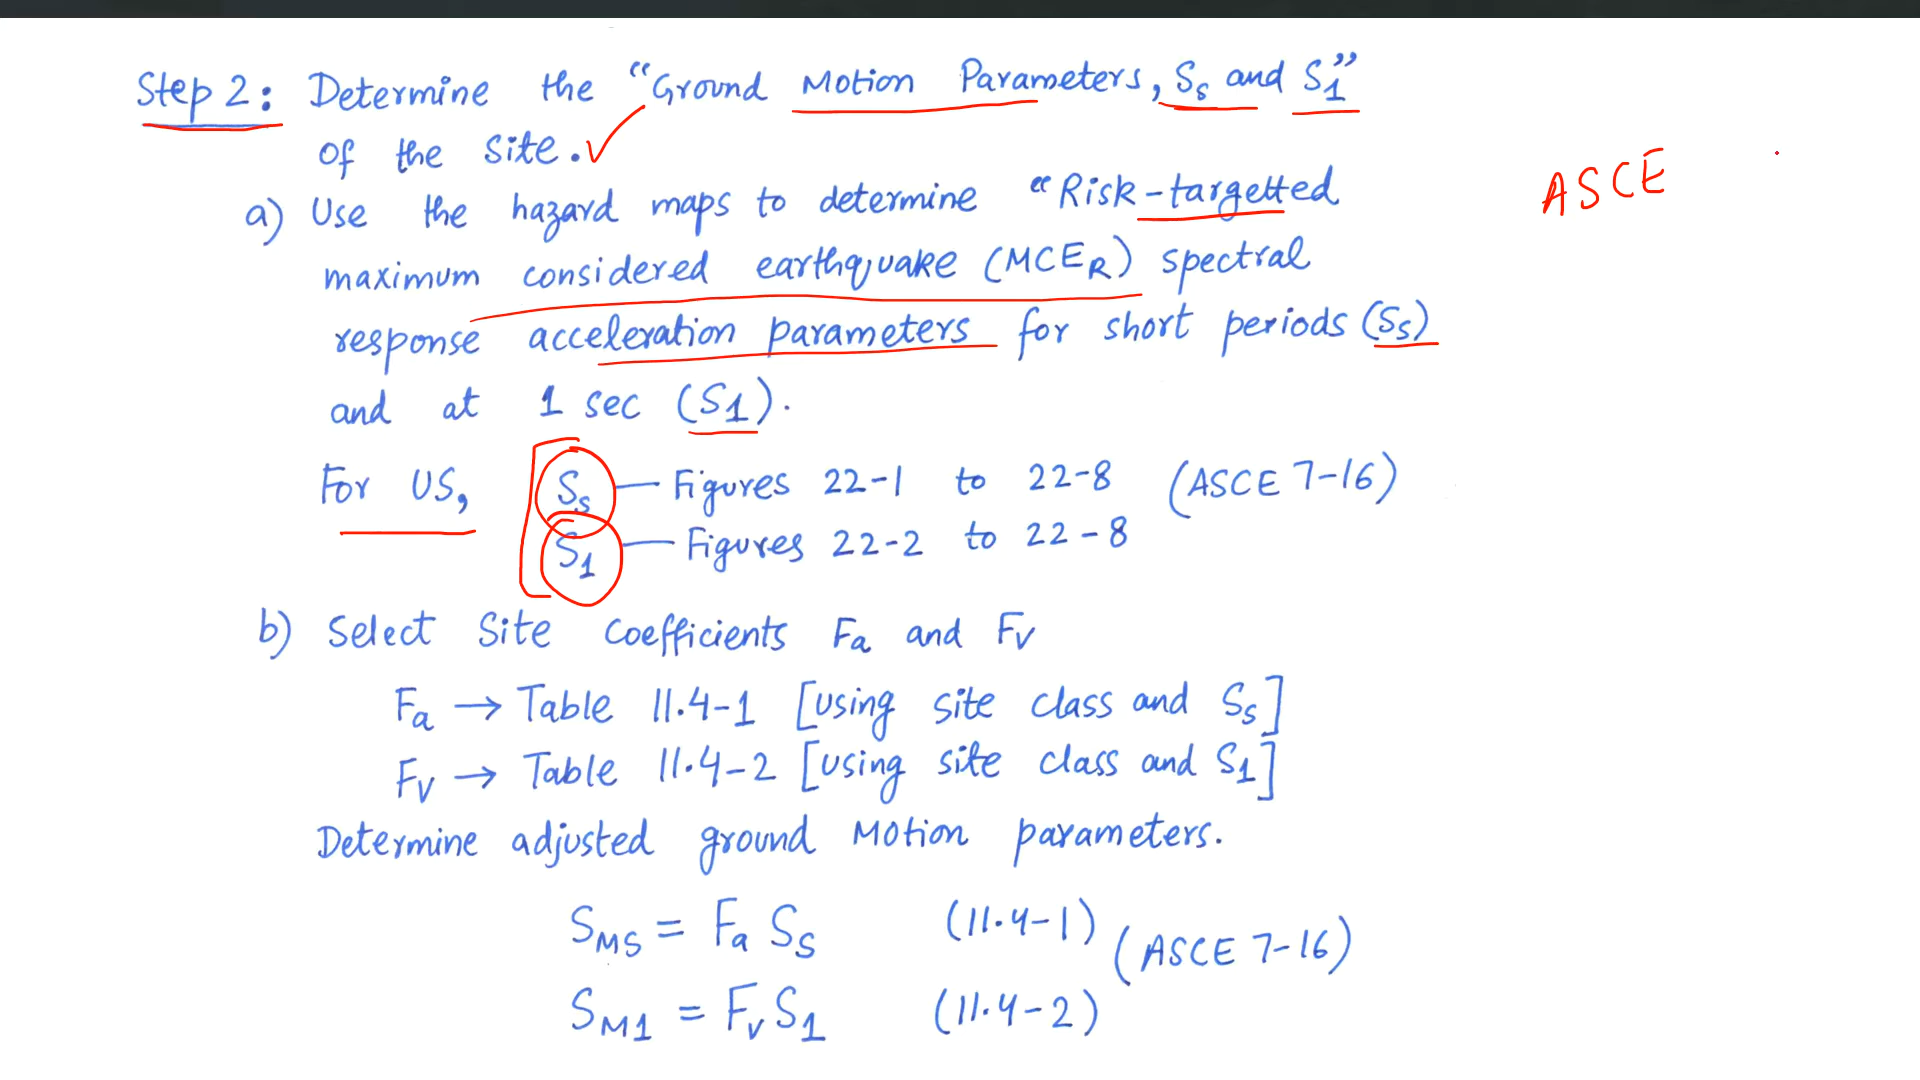 Step 2: Determine the "Ground Motion Parameters, Ss and S1"
of the site.
ASCE
a) Use the hazard maps to determine "Risk-targetted
maximum considered earthquake (MCER) spectral
response acceleration parameters for short periods (Ss)
and at 1 sec (S1).
For US, Ss — Figures 22-1 to 22-8 (ASCE 7-16)
S1 — Figures 22-2 to 22-8
b) Select Site Coefficients Fa and Fv
Fa → Table 11.4-1 [using site class and Ss]
Fv → Table 11.4-2 [using site class and S1]
Determine adjusted ground motion parameters.
SMS = Fa Ss (11.4-1)
(ASCE 7-16)
SM1 = Fv S1 (11.4-2)